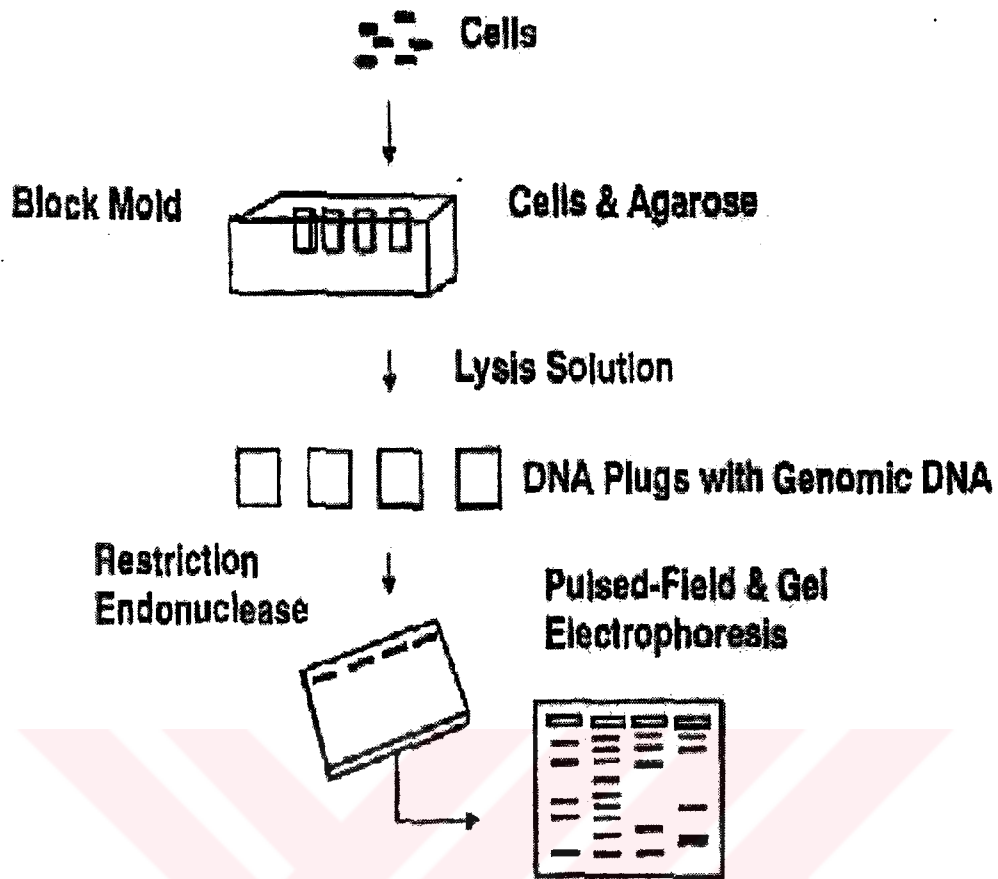 Cells
Block Mold
Cells & Agarose
Lysis Solution
DNA Plugs with Genomic DNA
Restriction
Endonuclease
Pulsed-Field & Gel
Electrophoresis